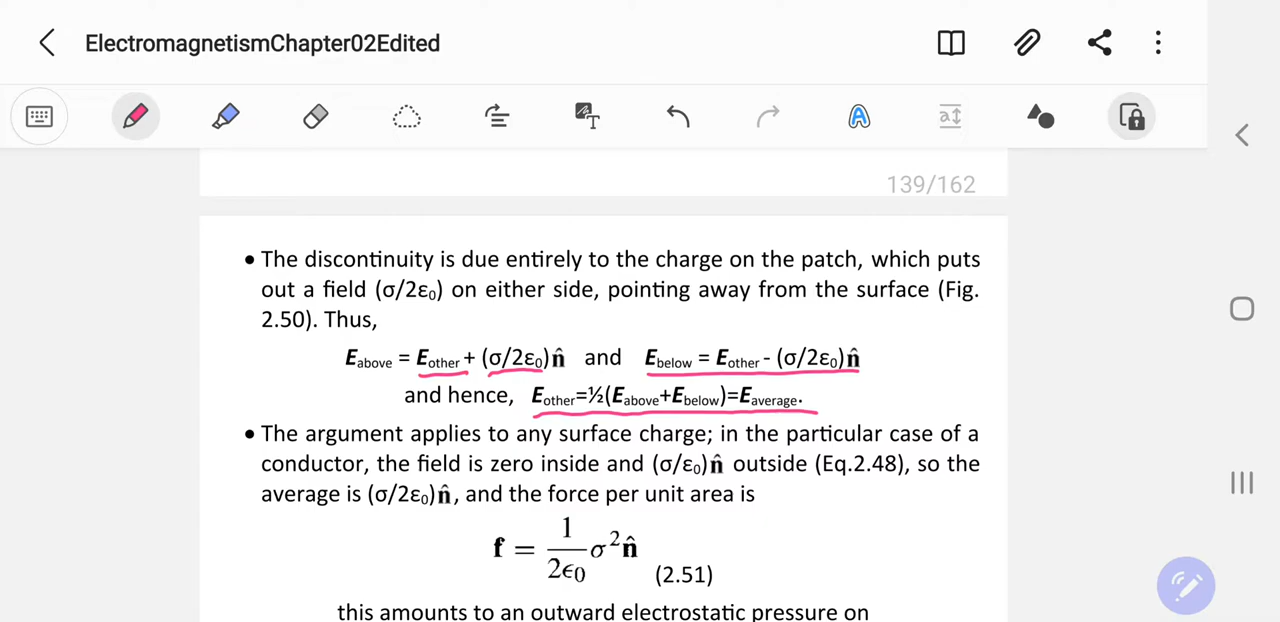 ElectromagnetismChapter02Edited
139/162
• The discontinuity is due entirely to the charge on the patch, which puts
out a field (σ/2ε₀) on either side, pointing away from the surface (Fig.
2.50). Thus,
E_above = E_other + (σ/2ε₀)n̂ and E_below = E_other - (σ/2ε₀)n̂
and hence, E_other=½(E_above+E_below)=E_average.
• The argument applies to any surface charge; in the particular case of a
conductor, the field is zero inside and (σ/ε₀)n̂ outside (Eq.2.48), so the
average is (σ/2ε₀)n̂, and the force per unit area is
f = 1/2ϵ₀ σ²n̂ (2.51)
this amounts to an outward electrostatic pressure on